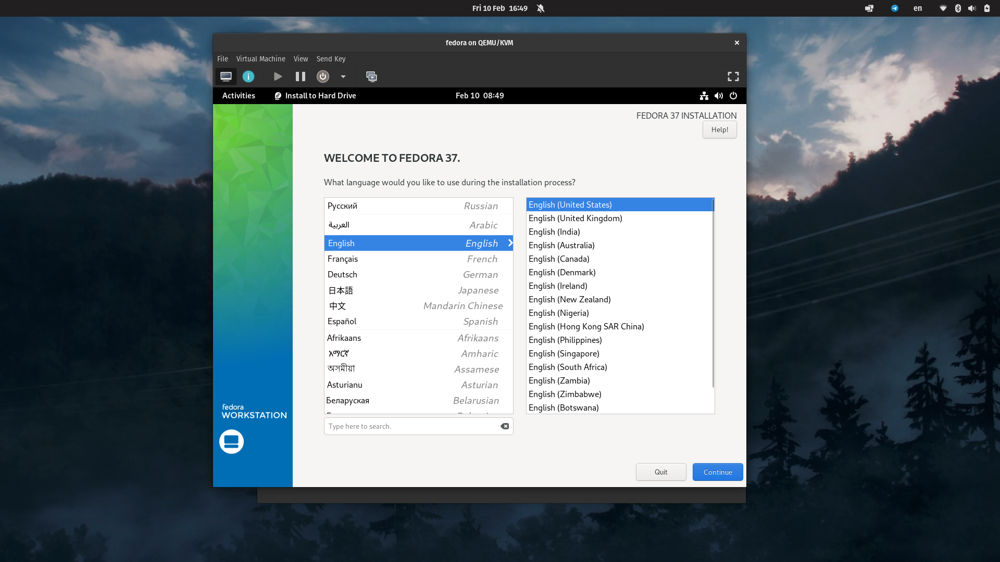 Fri 10 Feb 16:49
en
fedora on QEMU/KVM
File Virtual Machine View Send Key
Activities Install to Hard Drive Feb 10 08:49
FEDORA 37 INSTALLATION
Help!
WELCOME TO FEDORA 37.
What language would you like to use during the installation process?
Русский Russian
العربية Arabic
English English
Français French
Deutsch German
日本語 Japanese
中文 Mandarin Chinese
Español Spanish
Afrikaans Afrikaans
አማርኛ Amharic
অসমীয়া Assamese
Asturianu Asturian
Беларуская Belarusian
Type here to search.
English (United States)
English (United Kingdom)
English (India)
English (Australia)
English (Canada)
English (Denmark)
English (Ireland)
English (New Zealand)
English (Nigeria)
English (Hong Kong SAR China)
English (Philippines)
English (Singapore)
English (South Africa)
English (Zambia)
English (Zimbabwe)
English (Botswana)
fedora
WORKSTATION
Quit Continue